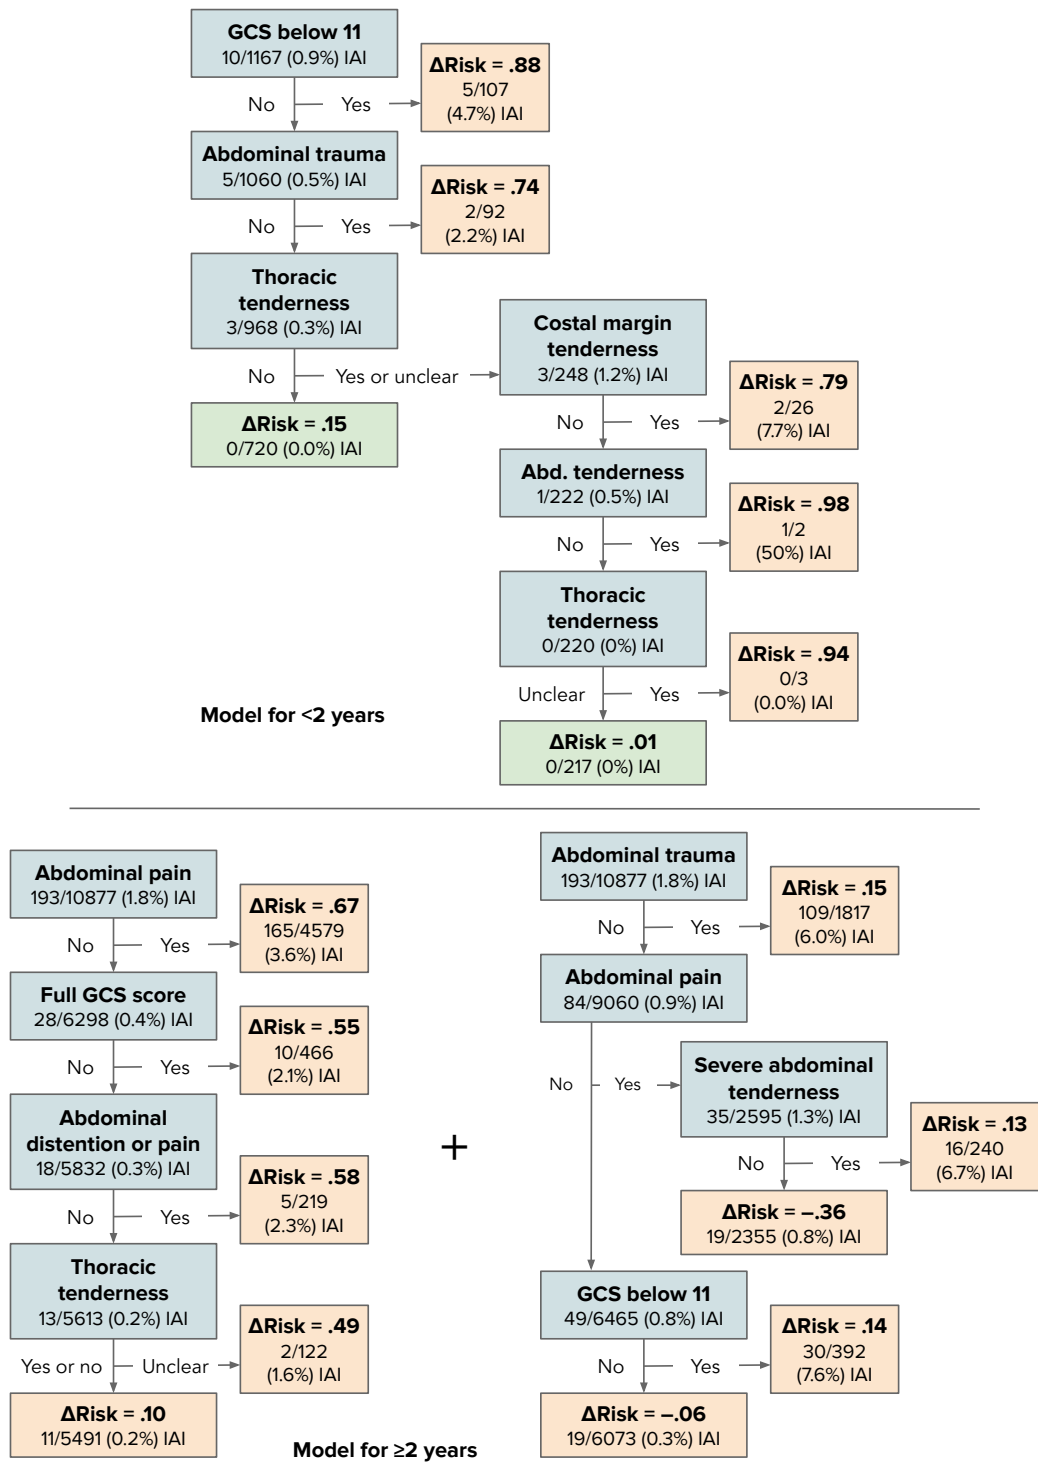 GCS below 11
10/1167 (0.9%) IAI
ΔRisk = .88
5/107
(4.7%) IAI
No
Yes
Abdominal trauma
5/1060 (0.5%) IAI
ΔRisk = .74
2/92
(2.2%) IAI
No
Yes
Thoracic
tenderness
3/968 (0.3%) IAI
No
Yes or unclear
ΔRisk = .15
0/720 (0.0%) IAI
Costal margin
tenderness
3/248 (1.2%) IAI
ΔRisk = .79
2/26
(7.7%) IAI
No
Yes
Abd. tenderness
1/222 (0.5%) IAI
ΔRisk = .98
1/2
(50%) IAI
No
Yes
Thoracic
tenderness
0/220 (0%) IAI
ΔRisk = .94
0/3
(0.0%) IAI
Unclear
Yes
ΔRisk = .01
0/217 (0%) IAI
Model for <2 years
Abdominal pain
193/10877 (1.8%) IAI
ΔRisk = .67
165/4579
(3.6%) IAI
No
Yes
Full GCS score
28/6298 (0.4%) IAI
ΔRisk = .55
10/466
(2.1%) IAI
No
Yes
Abdominal
distention or pain
18/5832 (0.3%) IAI
ΔRisk = .58
5/219
(2.3%) IAI
No
Yes
Thoracic
tenderness
13/5613 (0.2%) IAI
ΔRisk = .49
2/122
(1.6%) IAI
Yes or no
Unclear
ΔRisk = .10
11/5491 (0.2%) IAI
+
Abdominal trauma
193/10877 (1.8%) IAI
ΔRisk = .15
109/1817
(6.0%) IAI
No
Yes
Abdominal pain
84/9060 (0.9%) IAI
No
Yes
Severe abdominal
tenderness
35/2595 (1.3%) IAI
ΔRisk = .13
16/240
(6.7%) IAI
No
Yes
ΔRisk = –.36
19/2355 (0.8%) IAI
GCS below 11
49/6465 (0.8%) IAI
ΔRisk = .14
30/392
(7.6%) IAI
No
Yes
ΔRisk = –.06
19/6073 (0.3%) IAI
Model for ≥2 years